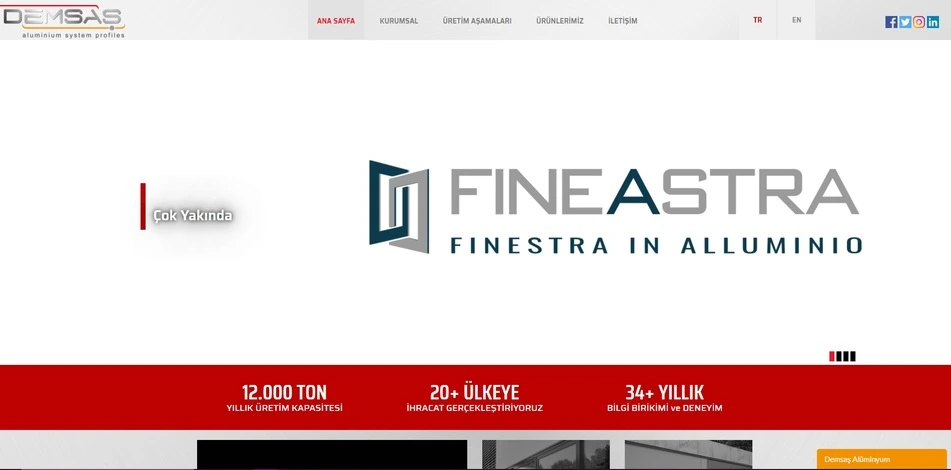 DEMSAŞ
aluminium system profiles
ANA SAYFA
KURUMSAL
ÜRETİM AŞAMALARI
ÜRÜNLERİMİZ
İLETİŞİM
TR
EN
Çok Yakında
FINEASTRA
FINESTRA IN ALLUMINIO
12.000 TON
YILLIK ÜRETİM KAPASİTESİ
20+ ÜLKEYE
İHRACAT GERÇEKLEŞTİRİYORUZ
34+ YILLIK
BİLGİ BİRİKİMİ ve DENEYİM
Demsaş Alüminyum